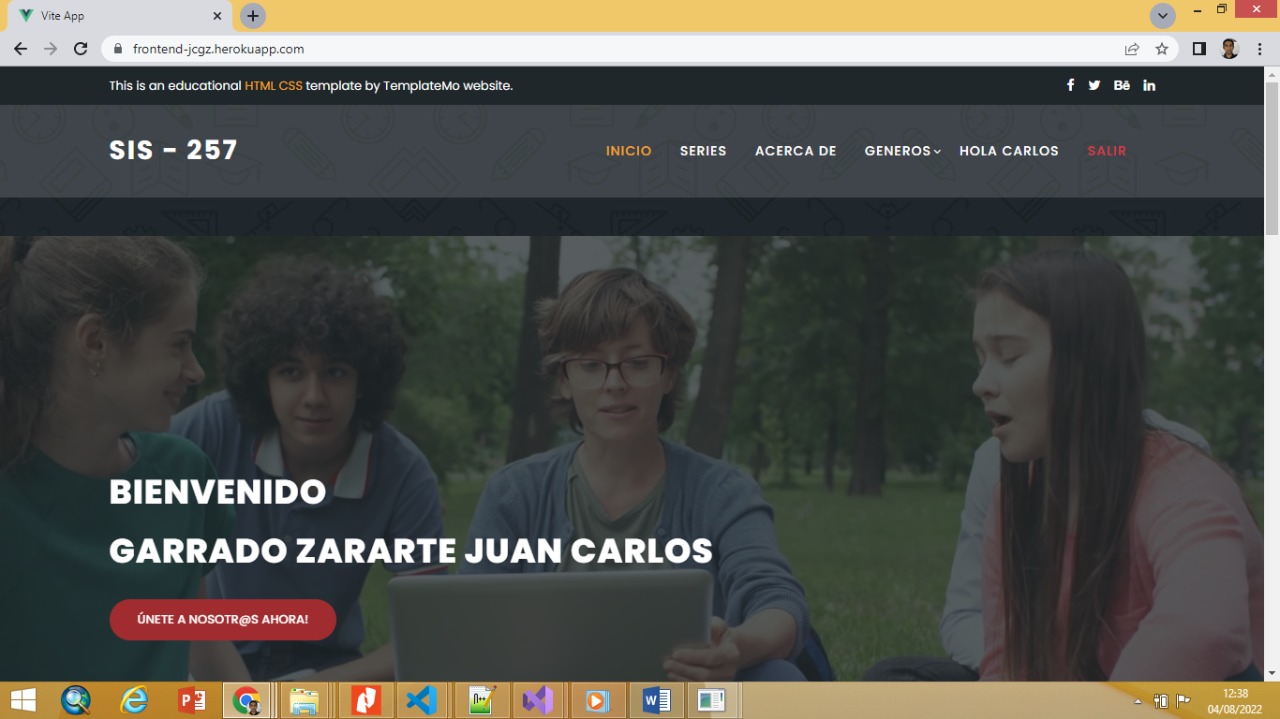 Vite App
frontend-jcgz.herokuapp.com
This is an educational HTML CSS template by TemplateMo website.
SIS - 257
INICIO SERIES ACERCA DE GENEROS HOLA CARLOS SALIR
BIENVENIDO
GARRADO ZARARTE JUAN CARLOS
ÚNETE A NOSOTR@S AHORA!
12:38
04/08/2022